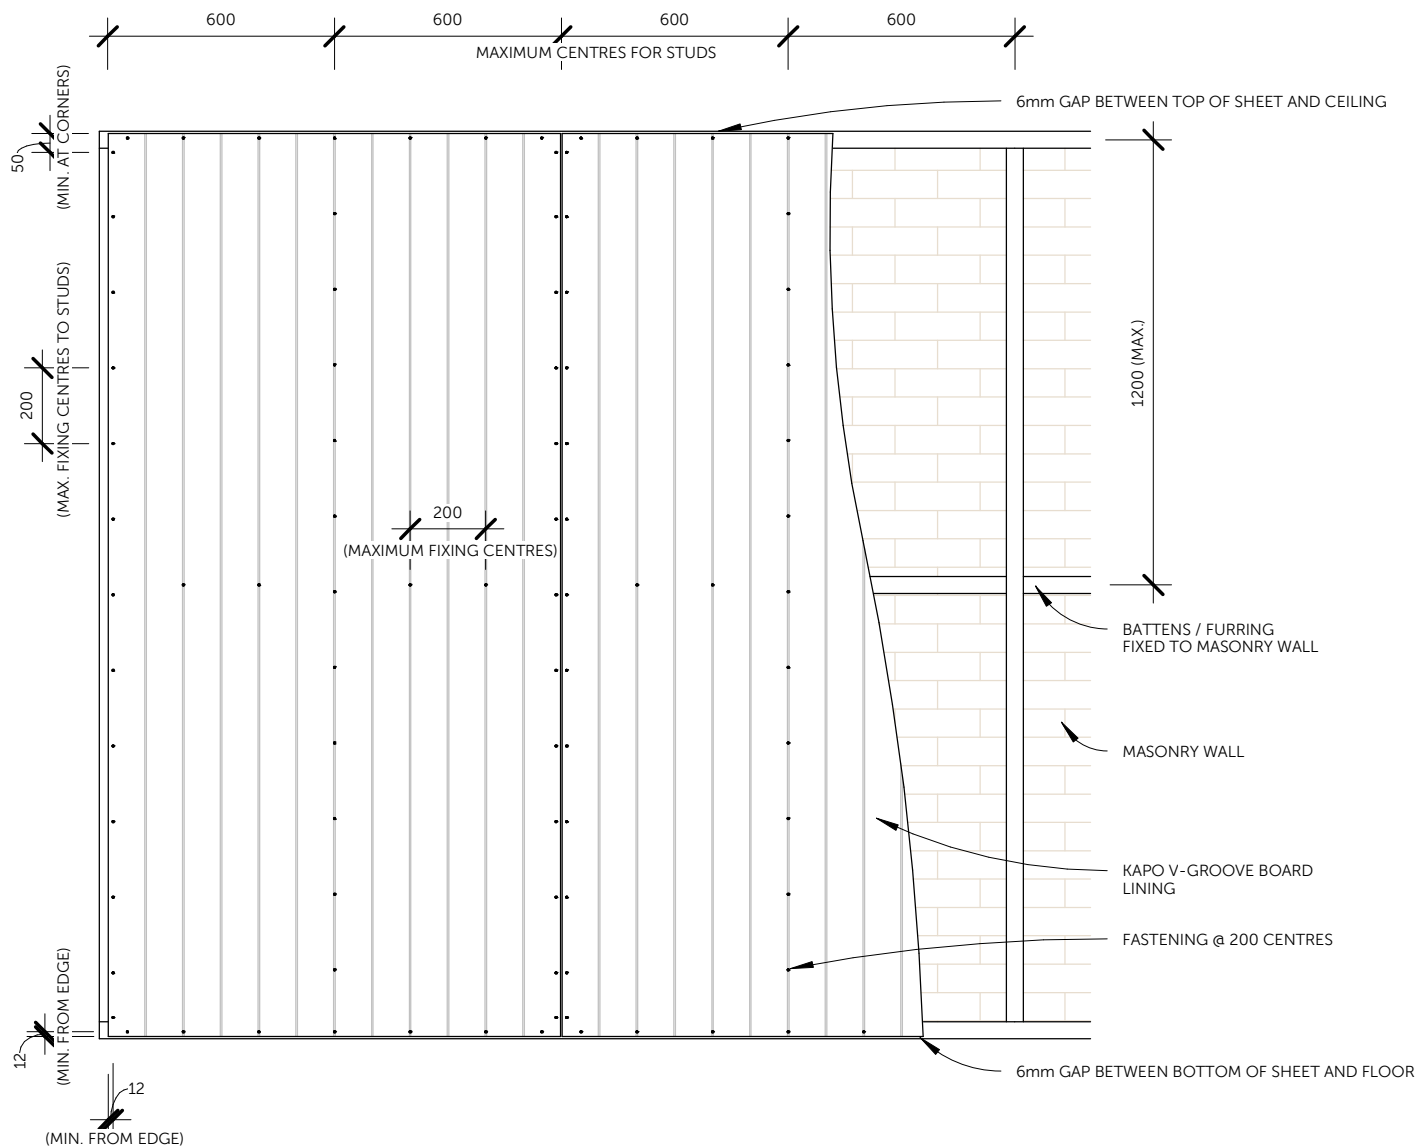 600
600
600
600
MAXIMUM CENTRES FOR STUDS
6mm GAP BETWEEN TOP OF SHEET AND CEILING
50
(MIN. AT CORNERS)
1200 (MAX.)
200
(MAX. FIXING CENTRES TO STUDS)
200
(MAXIMUM FIXING CENTRES)
BATTENS / FURRING
FIXED TO MASONRY WALL
MASONRY WALL
KAPO V-GROOVE BOARD
LINING
FASTENING @ 200 CENTRES
12
(MIN. FROM EDGE)
6mm GAP BETWEEN BOTTOM OF SHEET AND FLOOR
12
(MIN. FROM EDGE)